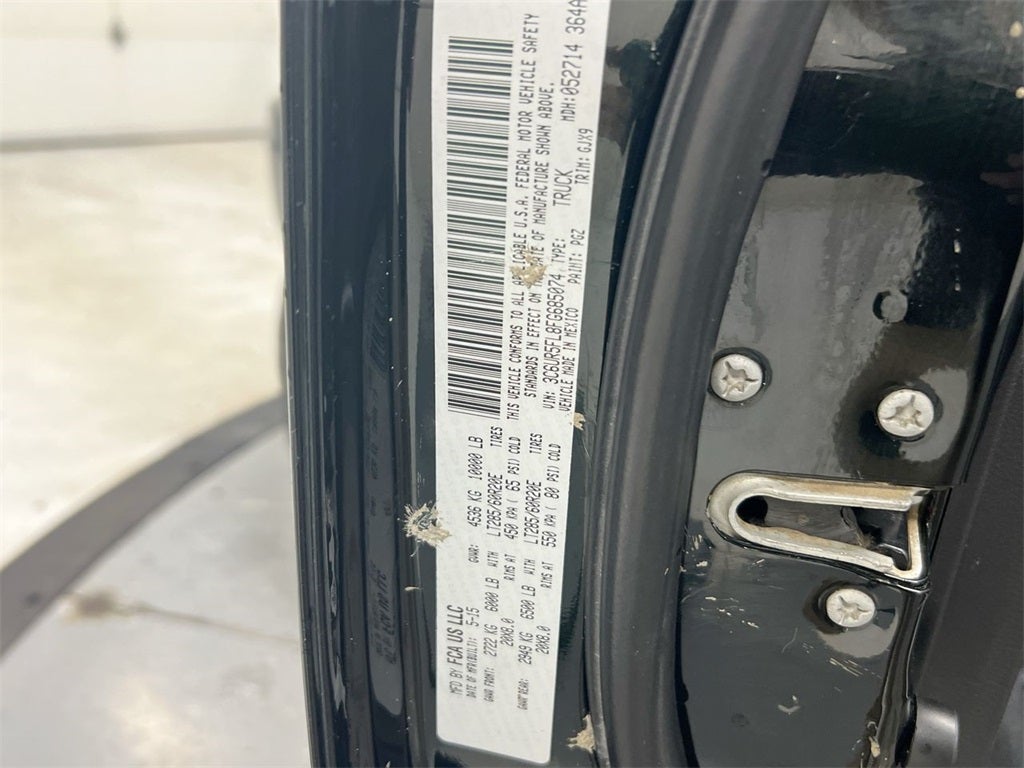 MFD BY FCA US LLC
DATE OF MFR(BUILT): 5-15 GVWR: 4536 KG 10000 LB
GAWR FRONT: 2722 KG 6000 LB WITH LT285/60R20E TIRES
20X8.0 RIMS AT 450 KPA ( 65 PSI) COLD
GAWR REAR: 2949 KG 6500 LB WITH LT285/60R20E TIRES
20X8.0 RIMS AT 550 KPA ( 80 PSI) COLD
THIS VEHICLE CONFORMS TO ALL APPLICABLE U.S.A. FEDERAL MOTOR VEHICLE SAFETY
STANDARDS IN EFFECT ON THE DATE OF MANUFACTURE SHOWN ABOVE.
VIN: 3C6UR5FL8FG685074 TYPE: TRUCK MDH:052714 364A
VEHICLE MADE IN MEXICO PAINT: PGZ TRIM: GJX9